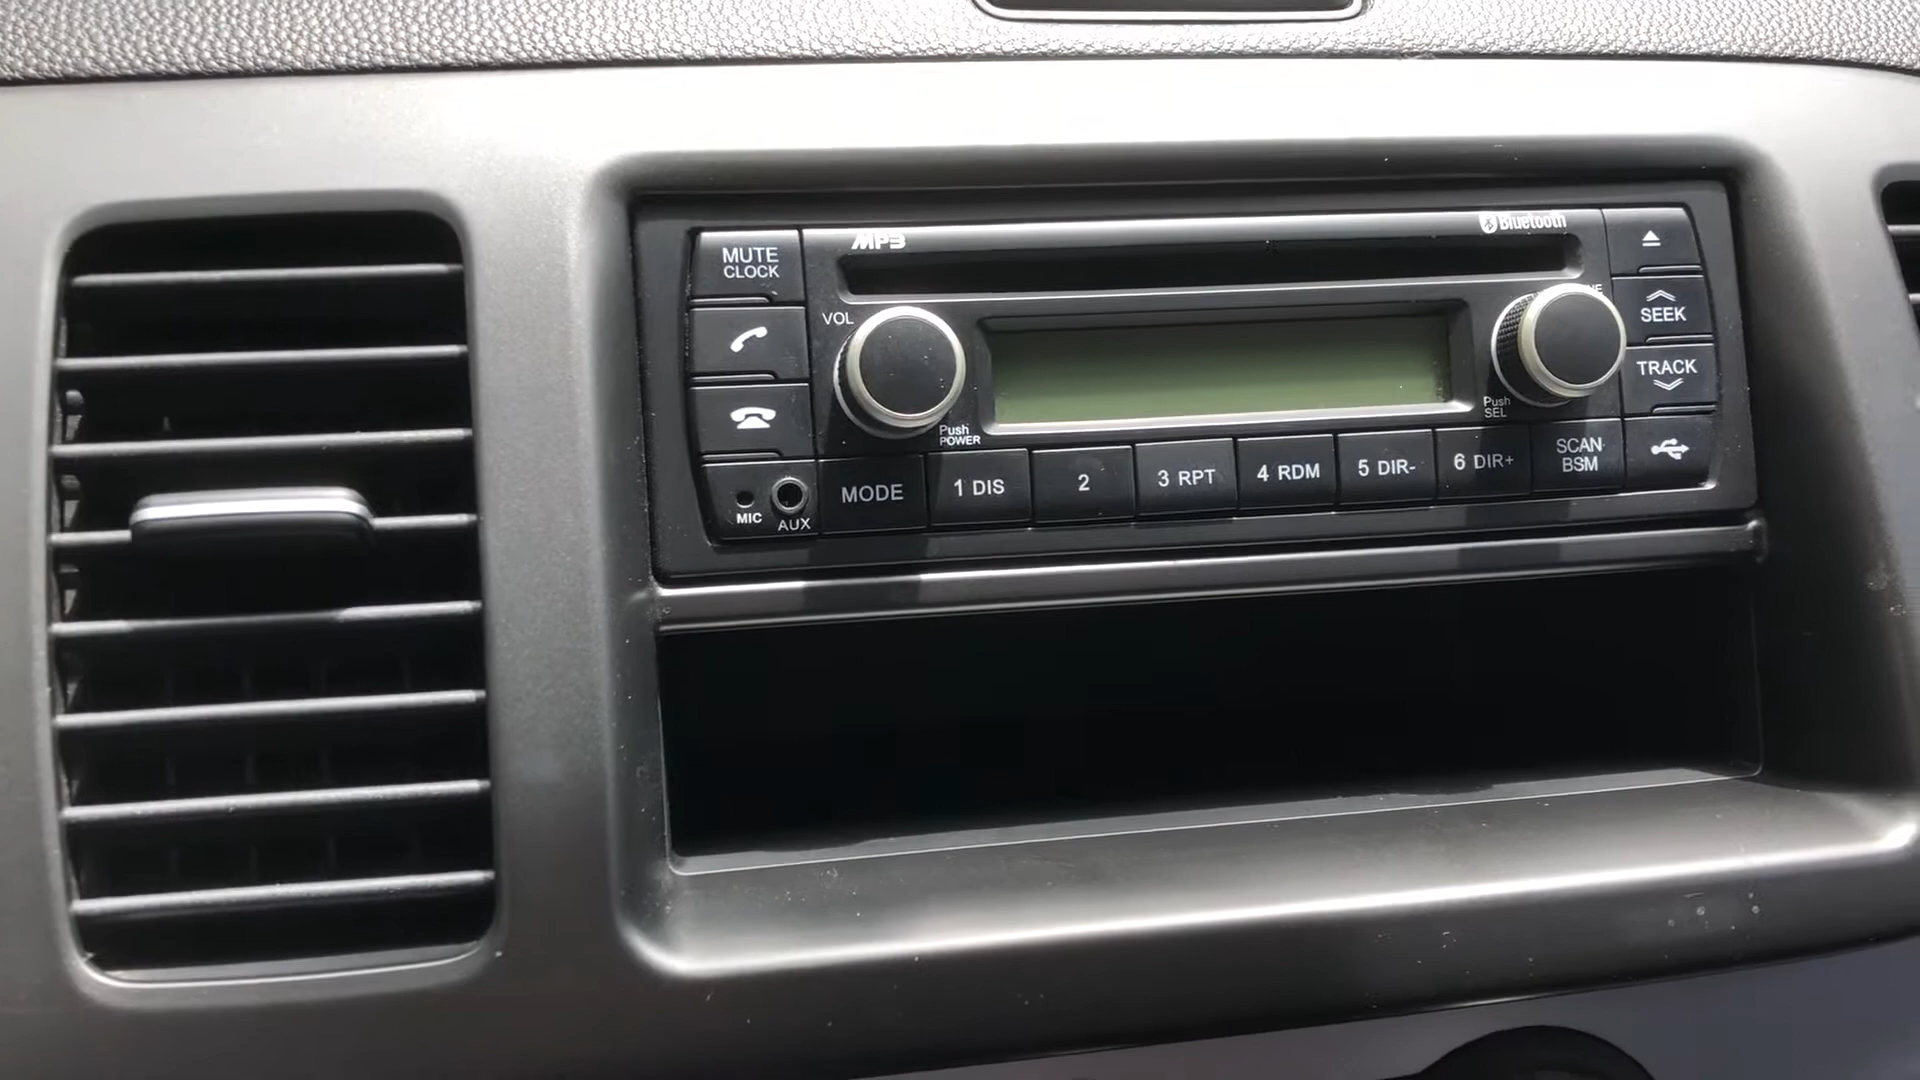 MP3
Bluetooth
MUTE
CLOCK
VOL
SEEK
TRACK
Push
POWER
Push
SEL
MIC
AUX
MODE
1 DIS
2
3 RPT
4 RDM
5 DIR-
6 DIR+
SCAN
BSM